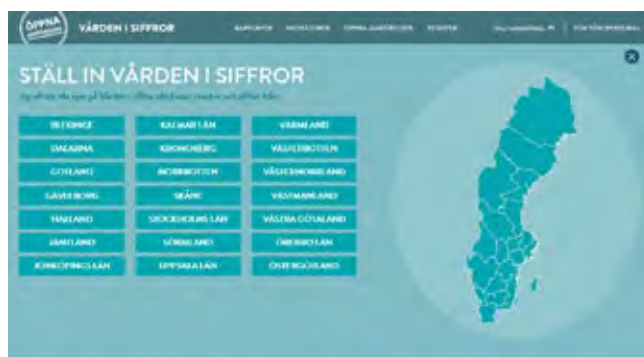 ÖPPNA
VÅRDEN I SIFFROR
RAPPORTER INDIKATORER ÖPPNA JÄMFÖRELSER
STÄLL IN VÅRDEN I SIFFROR
BLEKINGE KALMAR LÄN VÄRMLAND
DALARNA KRONOBERG VÄSTERBOTTEN
GOTLAND NORRBOTTEN VÄSTERNORRLAND
GÄVLEBORG SKÅNE VÄSTMANLAND
HALLAND STOCKHOLMS LÄN VÄSTRA GÖTALAND
JÄMTLAND SÖRMLAND ÖREBRO LÄN
JÖNKÖPINGS LÄN UPPSALA LÄN ÖSTERGÖTLAND